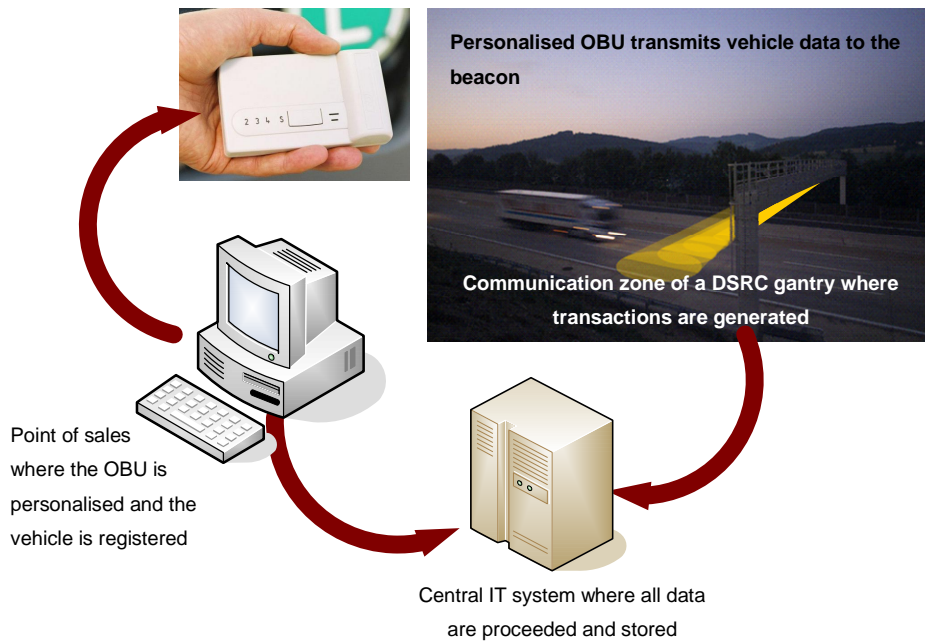 Personalised OBU transmits vehicle data to the
beacon
2 3 4 5
Communication zone of a DSRC gantry where
transactions are generated
Point of sales
where the OBU is
personalised and the
vehicle is registered
Central IT system where all data
are proceeded and stored